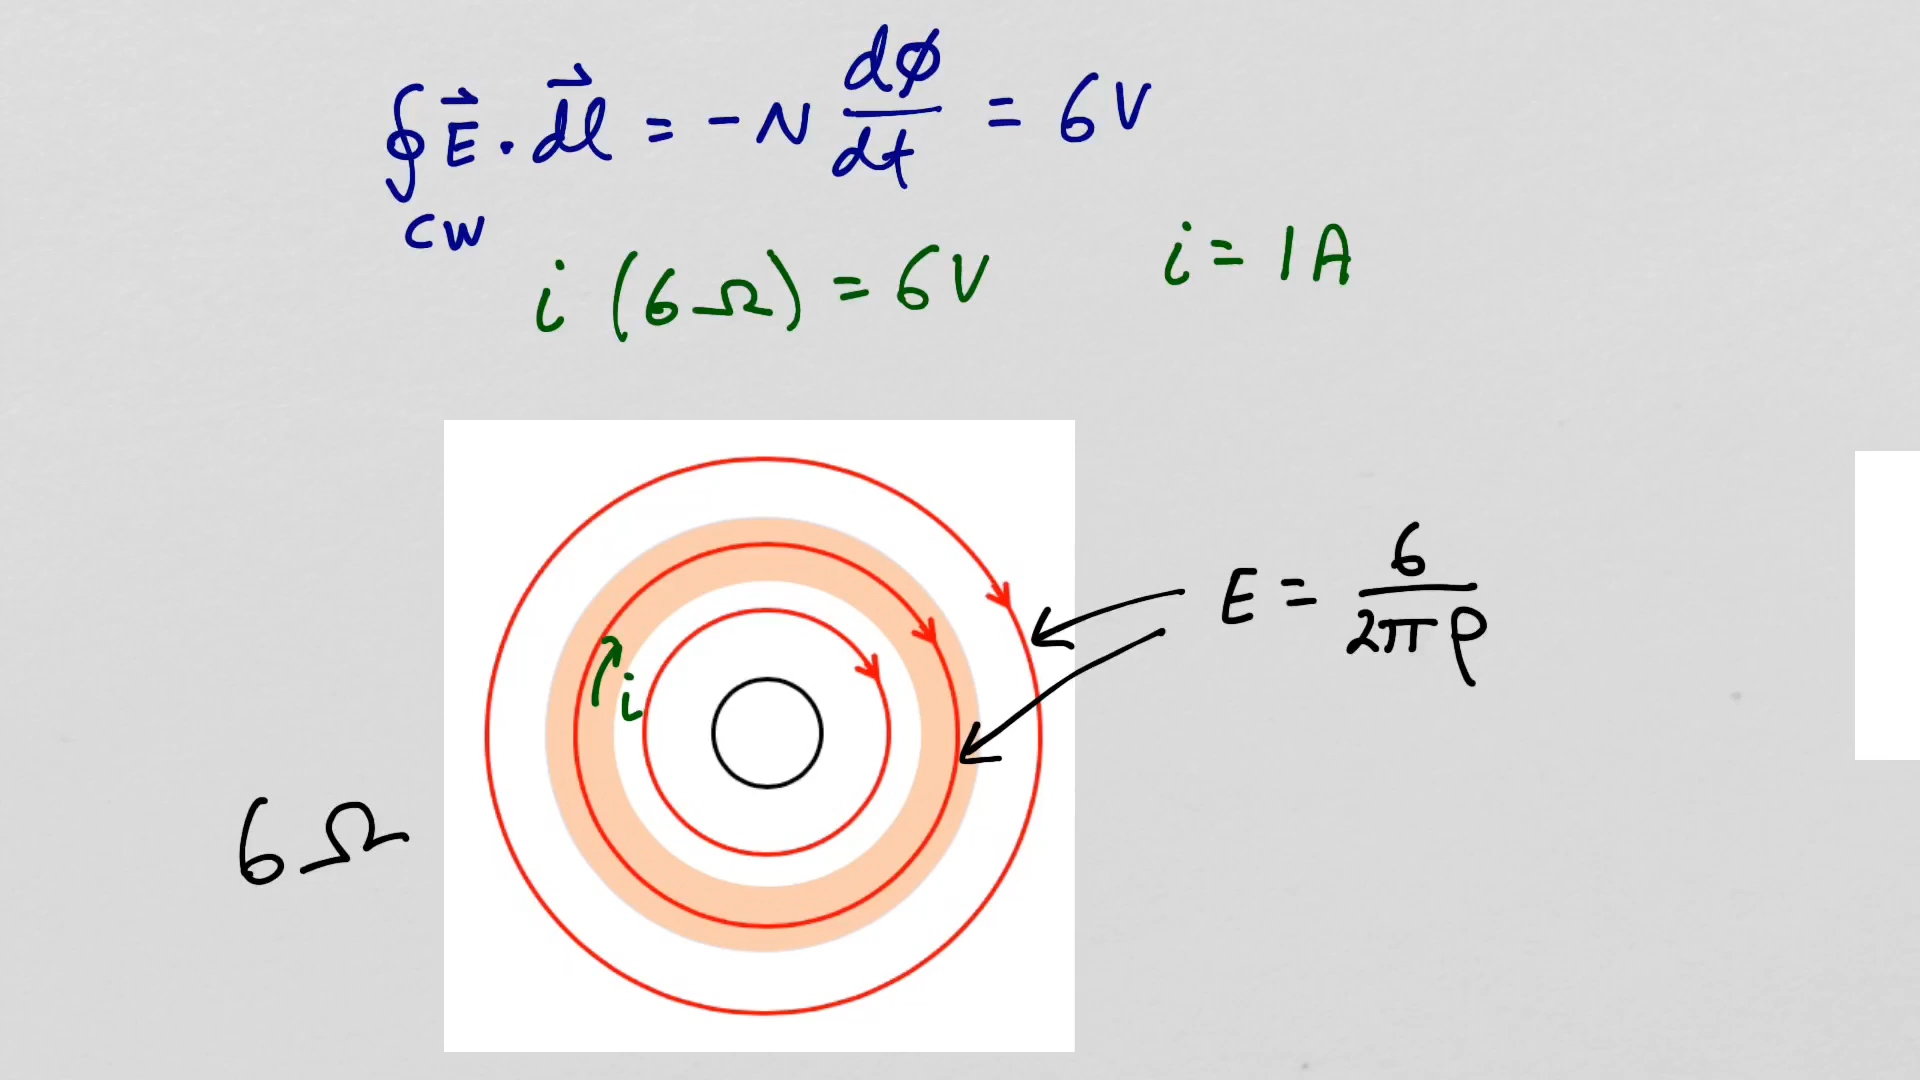 ∮E⃗ · dl⃗ = -N dϕ/dt = 6V
CW
i (6Ω) = 6V
i = 1A
E = 6/2πρ
i
6Ω